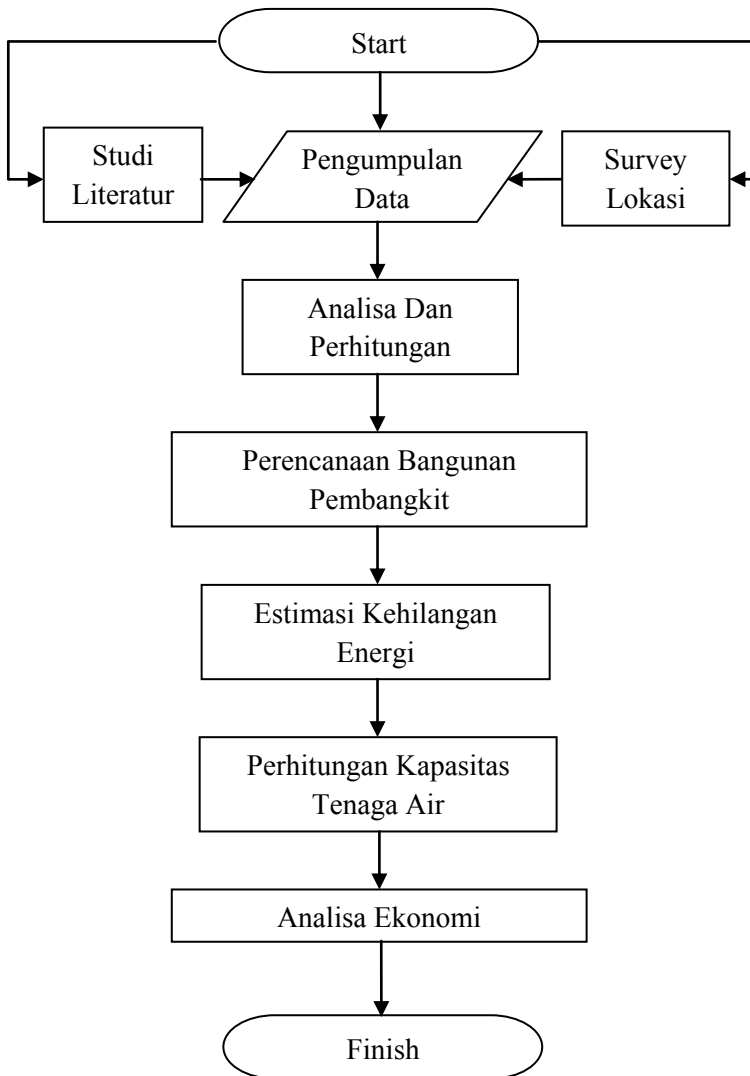 Start
Studi
Literatur
Pengumpulan
Data
Survey
Lokasi
Analisa Dan
Perhitungan
Perencanaan Bangunan
Pembangkit
Estimasi Kehilangan
Energi
Perhitungan Kapasitas
Tenaga Air
Analisa Ekonomi
Finish